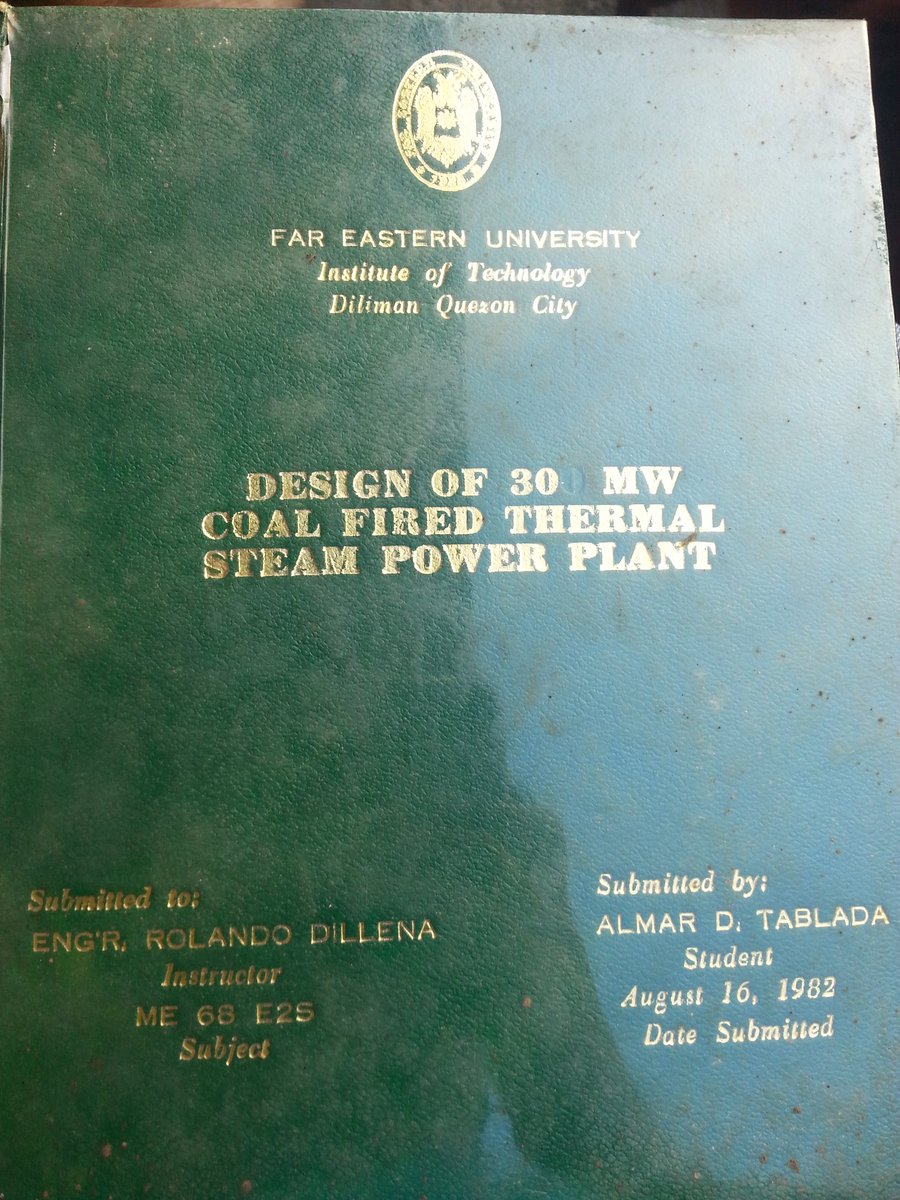 FAR EASTERN UNIVERSITY
Institute of Technology
Diliman Quezon City
DESIGN OF 300 MW
COAL FIRED THERMAL
STEAM POWER PLANT
Submitted to:
ENG'R. ROLANDO DILLENA
Instructor
ME 68 E2S
Subject
Submitted by:
ALMAR D. TABLADA
Student
August 16, 1982
Date Submitted